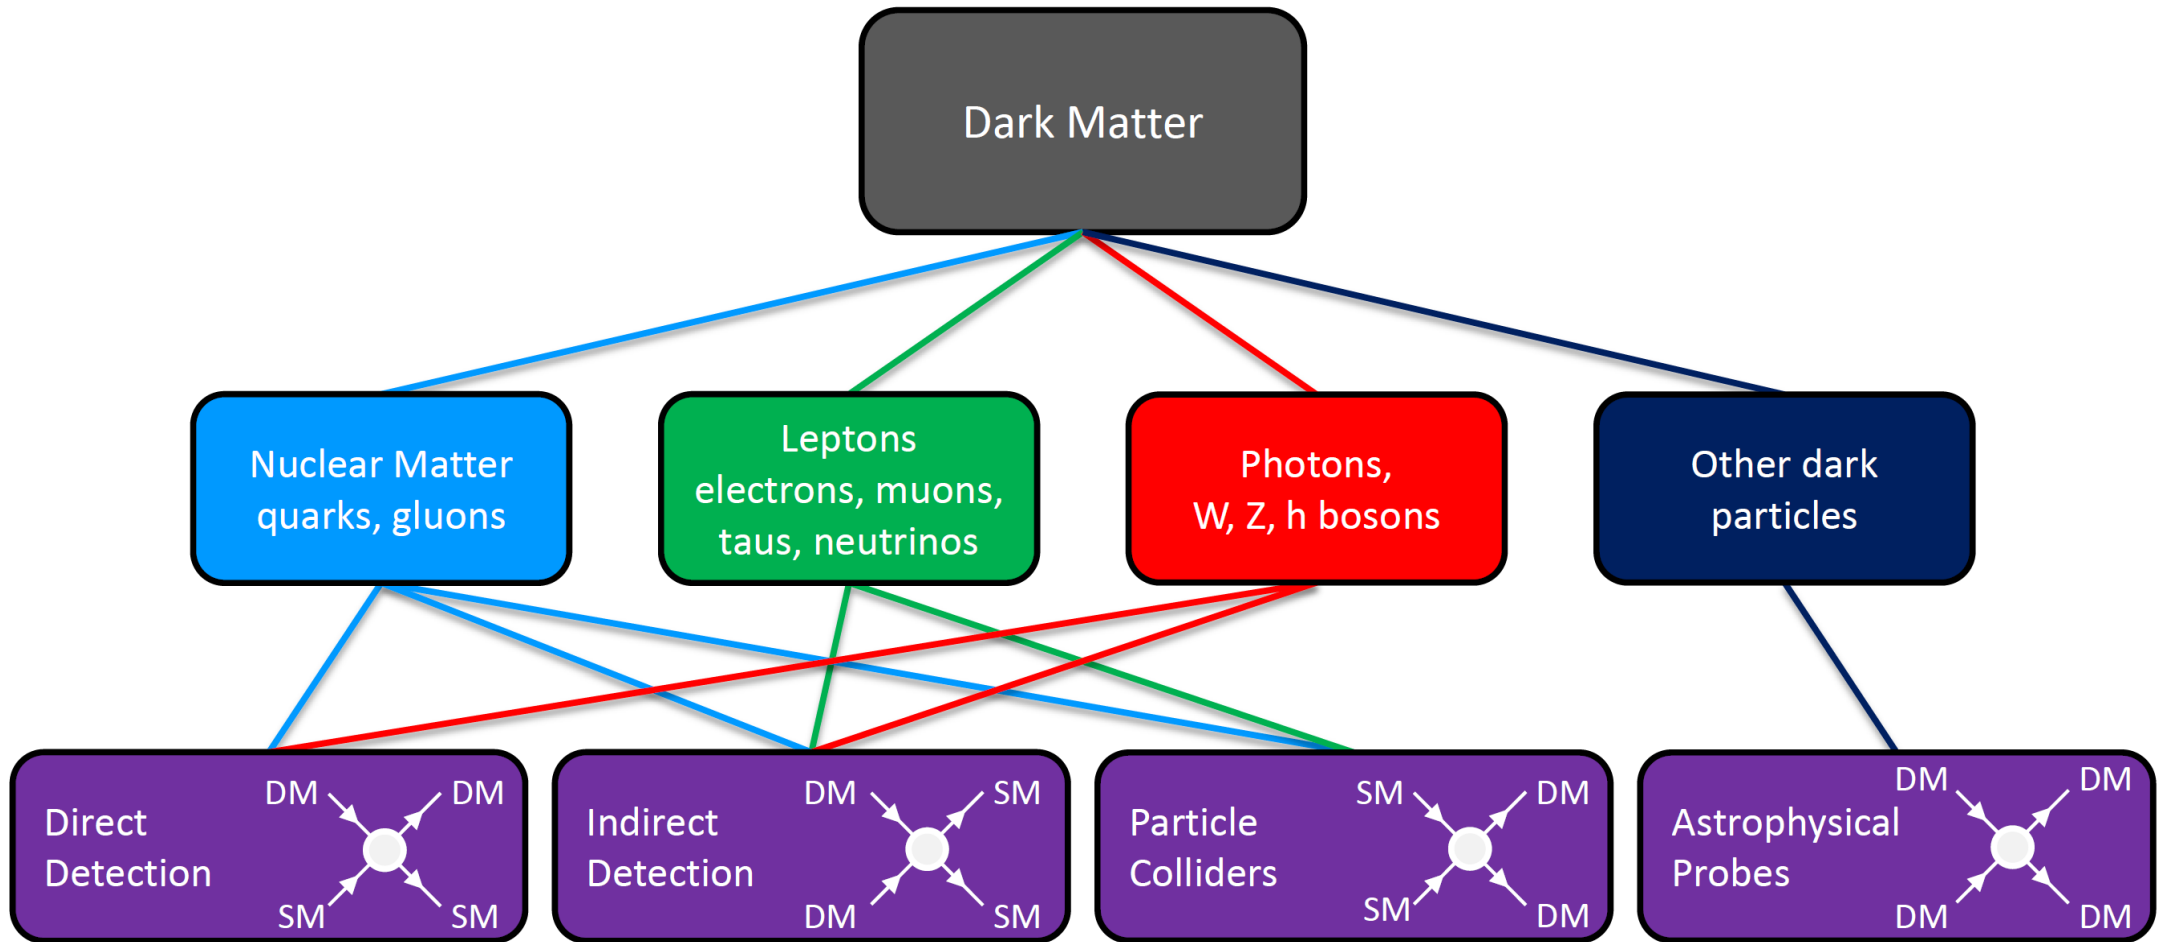 Dark Matter
Nuclear Matter
quarks, gluons
Leptons
electrons, muons,
taus, neutrinos
Photons,
W, Z, h bosons
Other dark
particles
Direct
Detection
DM
DM
SM
SM
Indirect
Detection
DM
SM
DM
SM
Particle
Colliders
SM
DM
SM
DM
Astrophysical
Probes
DM
DM
DM
DM